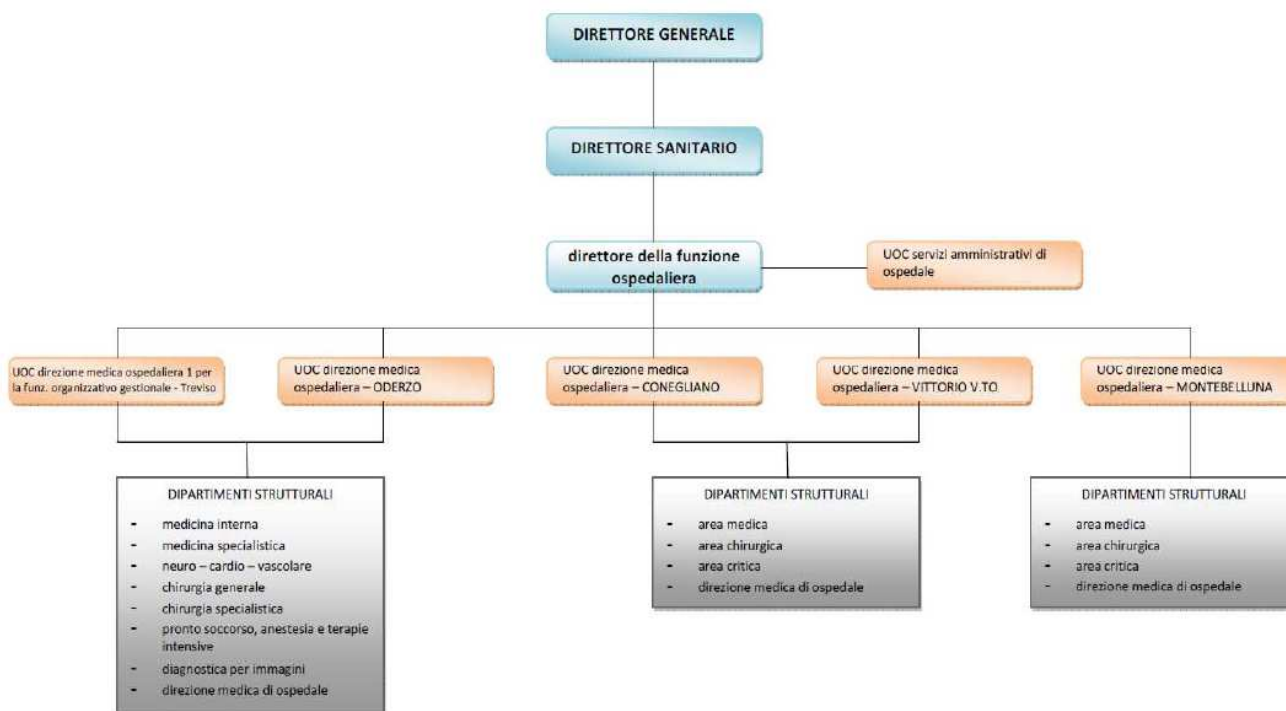 DIRETTORE GENERALE
DIRETTORE SANITARIO
direttore della funzione
ospedaliera
UOC servizi amministrativi di
ospedale
UOC direzione medica ospedaliera 1 per
la funz. organizzativo gestionale - Treviso
UOC direzione medica
ospedaliera – ODERZO
UOC direzione medica
ospedaliera – CONEGLIANO
UOC direzione medica
ospedaliera – VITTORIO V.TO
UOC direzione medica
ospedaliera – MONTEBELLUNA
DIPARTIMENTI STRUTTURALI
- medicina interna
- medicina specialistica
- neuro – cardio – vascolare
- chirurgia generale
- chirurgia specialistica
- pronto soccorso, anestesia e terapie
intensive
- diagnostica per immagini
- direzione medica di ospedale
DIPARTIMENTI STRUTTURALI
- area medica
- area chirurgica
- area critica
- direzione medica di ospedale
DIPARTIMENTI STRUTTURALI
- area medica
- area chirurgica
- area critica
- direzione medica di ospedale